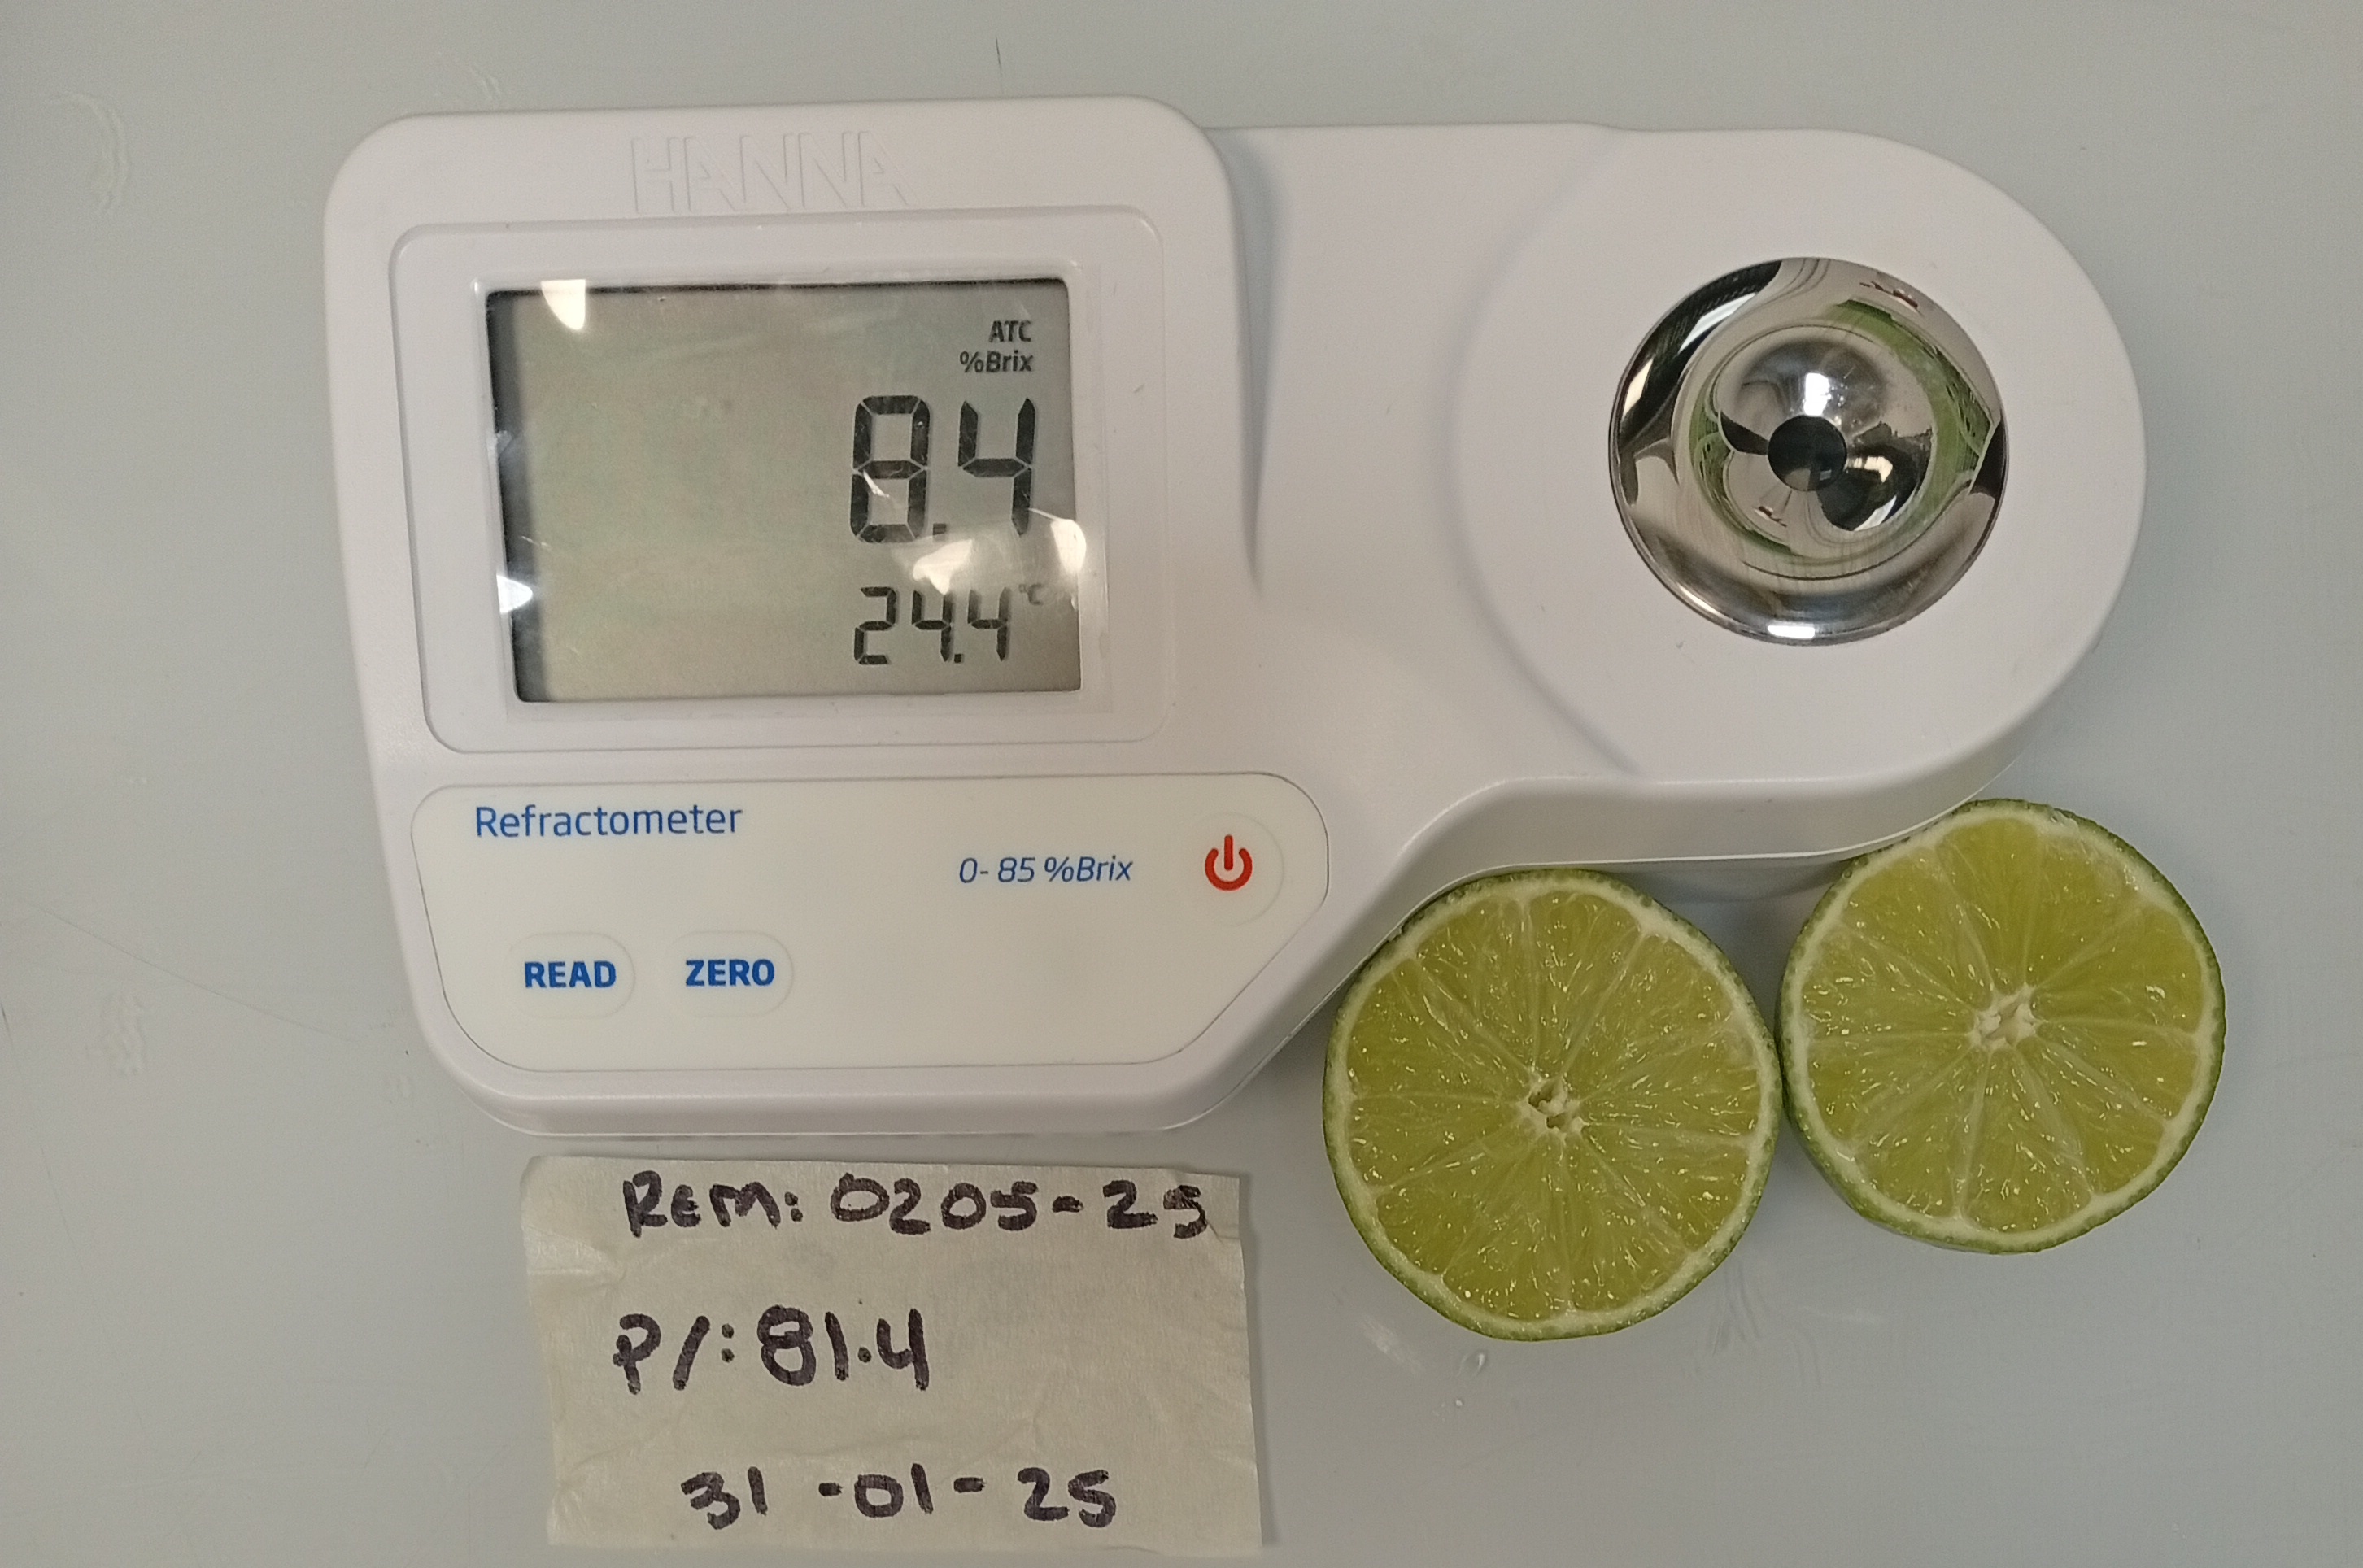 HANNA
ATC
%Brix
8.4
24.4 °C
Refractometer
0- 85 %Brix
READ ZERO
REM: 0205-25
P/: 81.4
31-01-25